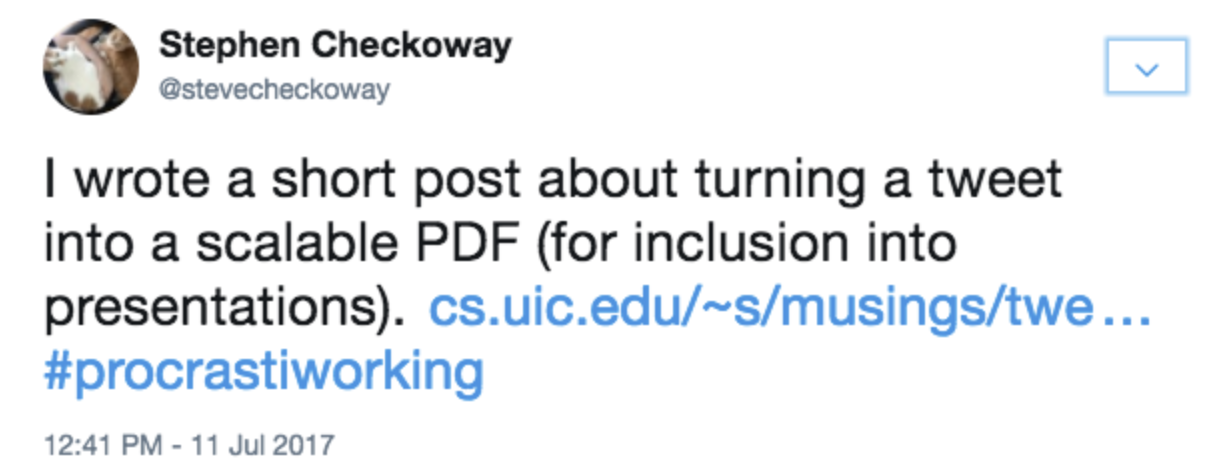 Stephen Checkoway
@stevecheckoway
I wrote a short post about turning a tweet
into a scalable PDF (for inclusion into
presentations). cs.uic.edu/~s/musings/twe…
#procrastiworking
12:41 PM - 11 Jul 2017